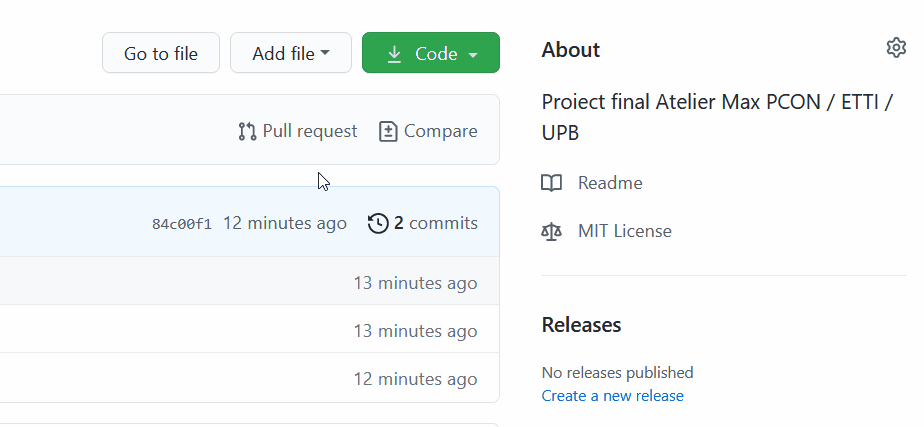 Go to file
Add file
Code
Pull request
Compare
84c00f1 12 minutes ago 2 commits
13 minutes ago
13 minutes ago
12 minutes ago
About
Proiect final Atelier Max PCON / ETTI /
UPB
Readme
MIT License
Releases
No releases published
Create a new release